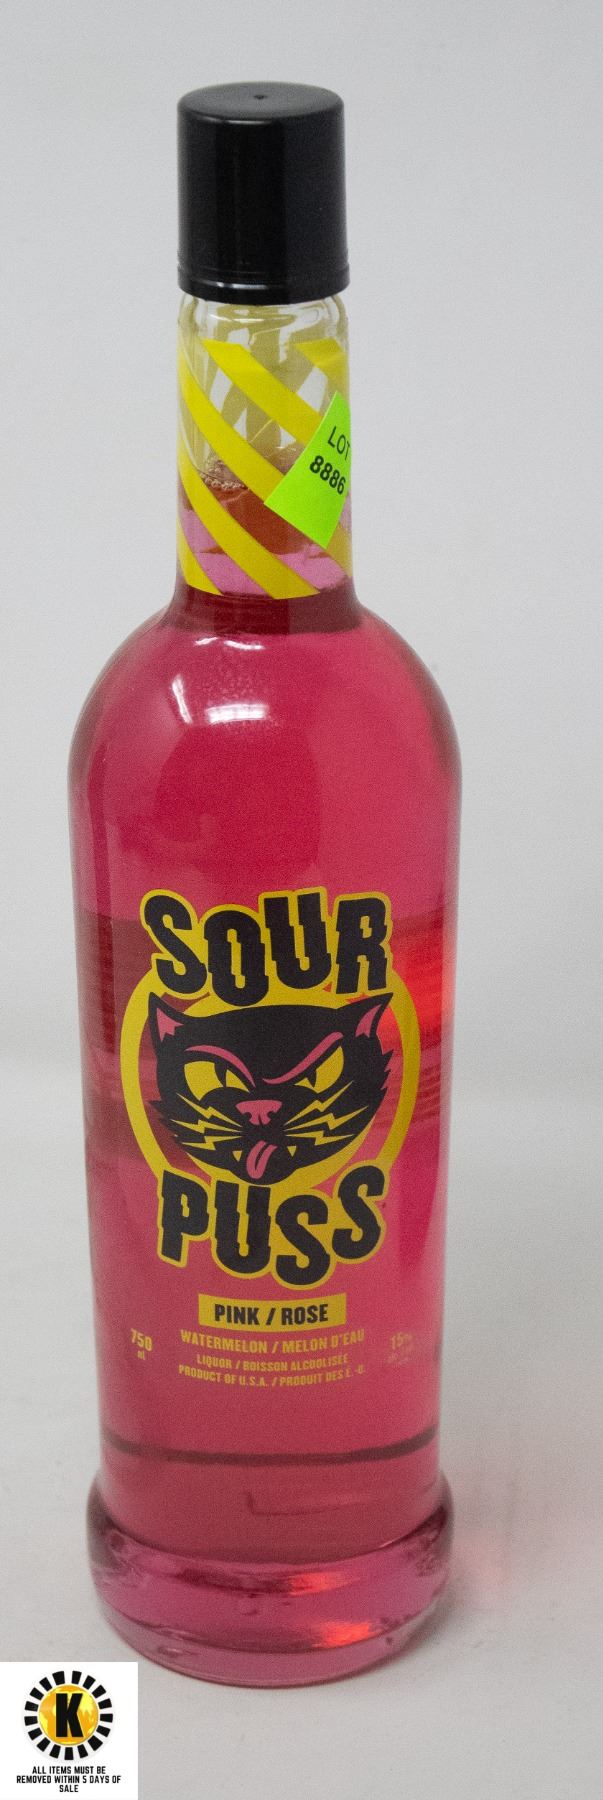 LOT
8886
SOUR
PUSS
PINK / ROSE
750
ml
WATERMELON / MELON D'EAU
15%
LIQUOR / BOISSON ALCOOLISÉE
PRODUCT OF U.S.A. / PRODUIT DES É.-U.
K
ALL ITEMS MUST BE
REMOVED WITHIN 5 DAYS OF
SALE